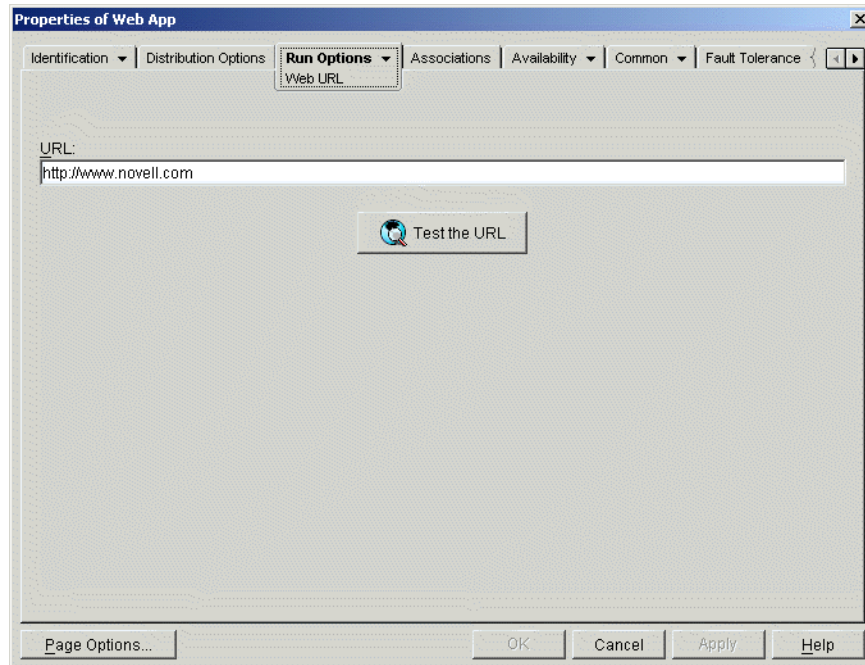 Properties of Web App
Identification Distribution Options Run Options Associations Availability Common Fault Tolerance
Web URL
URL:
http://www.novell.com
Test the URL
Page Options... OK Cancel Apply Help